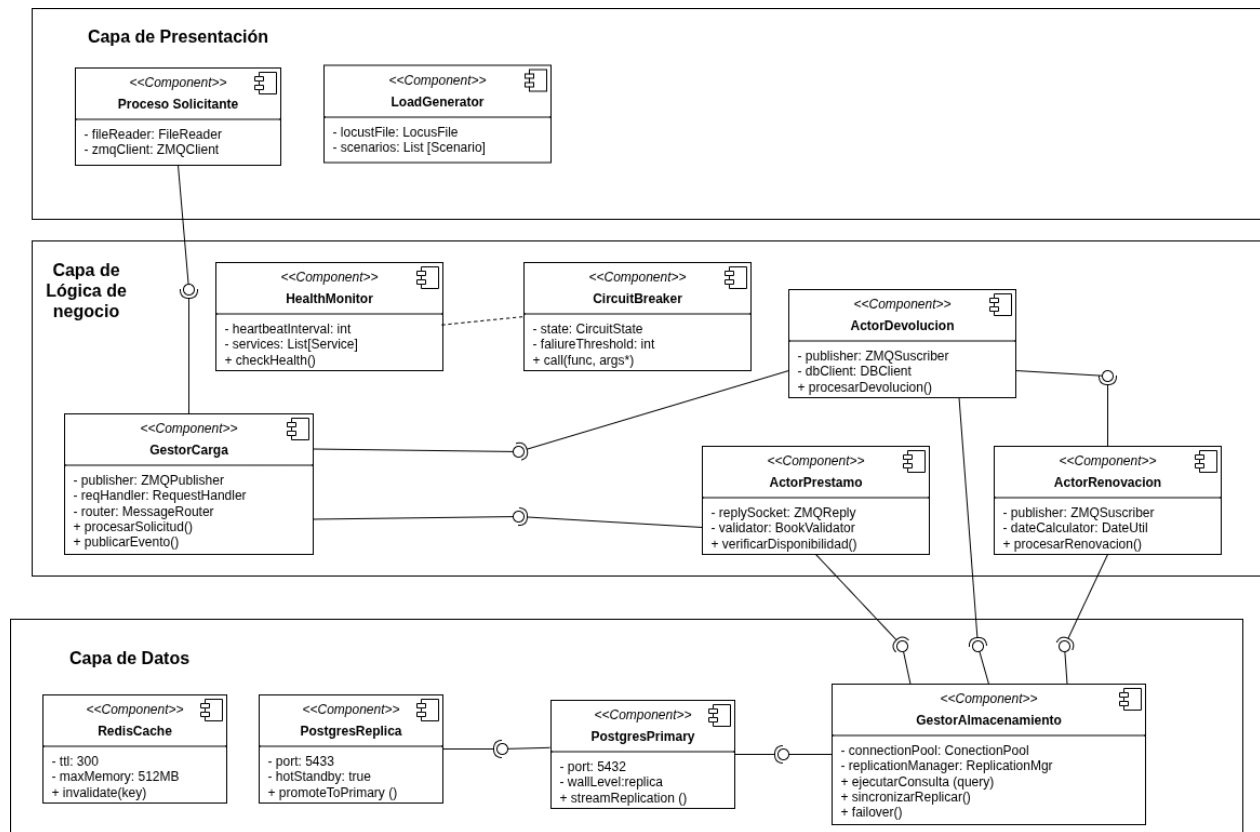 Capa de Presentación
<<Component>>
Proceso Solicitante
- fileReader: FileReader
- zmqClient: ZMQClient
<<Component>>
LoadGenerator
- locustFile: LocusFile
- scenarios: List [Scenario]
Capa de
Lógica de
negocio
<<Component>>
HealthMonitor
- heartbeatInterval: int
- services: List[Service]
+ checkHealth()
<<Component>>
CircuitBreaker
- state: CircuitState
- faliureThreshold: int
+ call(func, args*)
<<Component>>
ActorDevolucion
- publisher: ZMQSuscriber
- dbClient: DBClient
+ procesarDevolucion()
<<Component>>
GestorCarga
- publisher: ZMQPublisher
- reqHandler: RequestHandler
- router: MessageRouter
+ procesarSolicitud()
+ publicarEvento()
<<Component>>
ActorPrestamo
- replySocket: ZMQReply
- validator: BookValidator
+ verificarDisponibilidad()
<<Component>>
ActorRenovacion
- publisher: ZMQSuscriber
- dateCalculator: DateUtil
+ procesarRenovacion()
Capa de Datos
<<Component>>
RedisCache
- ttl: 300
- maxMemory: 512MB
+ invalidate(key)
<<Component>>
PostgresReplica
- port: 5433
- hotStandby: true
+ promoteToPrimary ()
<<Component>>
PostgresPrimary
- port: 5432
- wallLevel:replica
+ streamReplication ()
<<Component>>
GestorAlmacenamiento
- connectionPool: ConectionPool
- replicationManager: ReplicationMgr
+ ejecutarConsulta (query)
+ sincronizarReplicar()
+ failover()